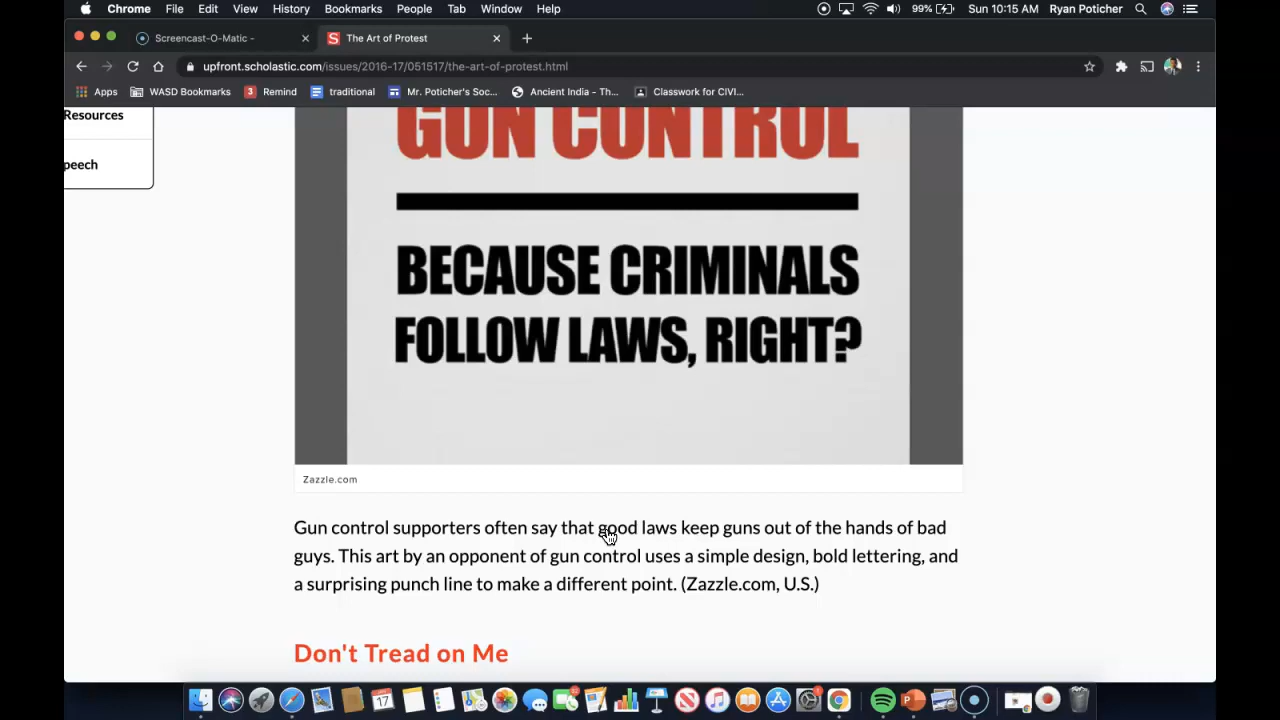 Chrome File Edit View History Bookmarks People Tab Window Help 99% Sun 10:15 AM Ryan Poticher
Screencast-O-Matic - The Art of Protest
upfront.scholastic.com/issues/2016-17/051517/the-art-of-protest.html
Apps WASD Bookmarks 3 Remind traditional Mr. Poticher's Soc... Ancient India - Th... Classwork for CIVI...
Resources
peech
GUN CONTROL
BECAUSE CRIMINALS
FOLLOW LAWS, RIGHT?
Zazzle.com
Gun control supporters often say that good laws keep guns out of the hands of bad
guys. This art by an opponent of gun control uses a simple design, bold lettering, and
a surprising punch line to make a different point. (Zazzle.com, U.S.)
Don't Tread on Me
17